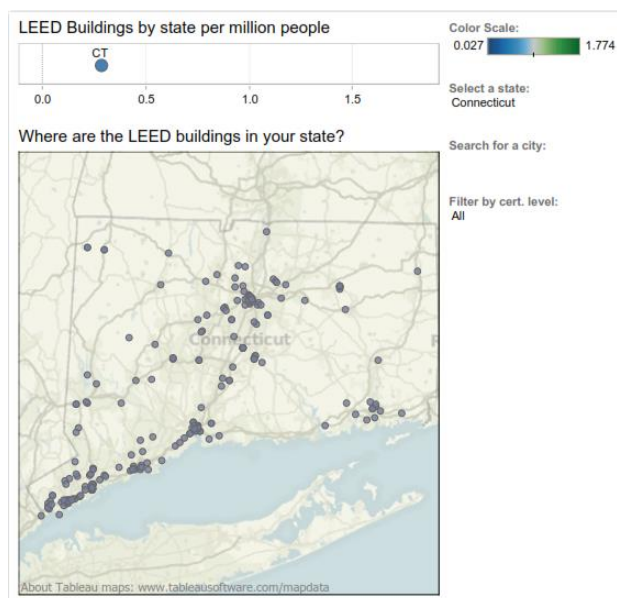 LEED Buildings by state per million people
CT
0.0 0.5 1.0 1.5
Color Scale:
0.027 1.774
Select a state:
Connecticut
Where are the LEED buildings in your state?
Search for a city:
Filter by cert. level:
All
Connecticut
R
About Tableau maps: www.tableausoftware.com/mapdata